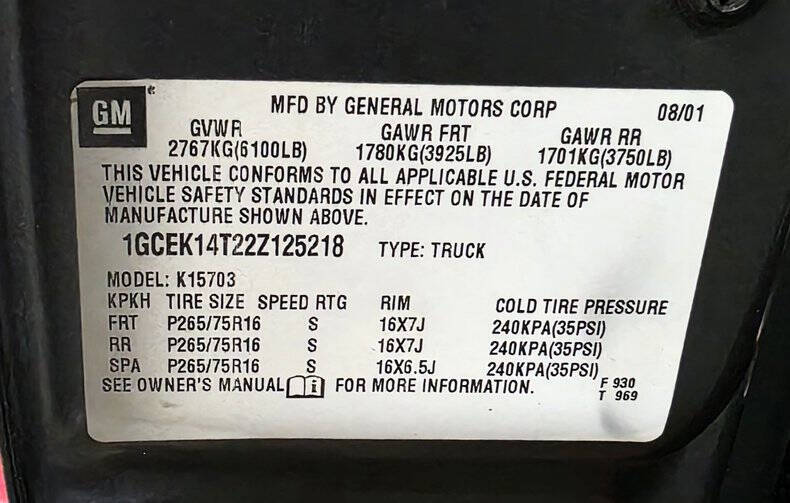 GM
MFD BY GENERAL MOTORS CORP 08/01
GVWR GAWR FRT GAWR RR
2767KG(6100LB) 1780KG(3925LB) 1701KG(3750LB)
THIS VEHICLE CONFORMS TO ALL APPLICABLE U.S. FEDERAL MOTOR
VEHICLE SAFETY STANDARDS IN EFFECT ON THE DATE OF
MANUFACTURE SHOWN ABOVE.
1GCEK14T22Z125218 TYPE: TRUCK
MODEL: K15703
KPKH TIRE SIZE SPEED RTG RIM COLD TIRE PRESSURE
FRT P265/75R16 S 16X7J 240KPA(35PSI)
RR P265/75R16 S 16X7J 240KPA(35PSI)
SPA P265/75R16 S 16X6.5J 240KPA(35PSI)
SEE OWNER'S MANUAL i FOR MORE INFORMATION. F 930
T 969